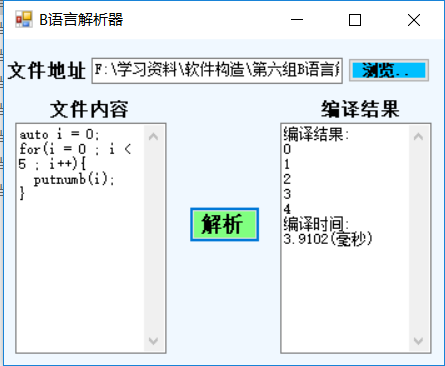 B语言解析器
文件地址 F:\学习资料\软件构造\第六组B语言 浏览..
文件内容
auto i = 0;
for(i = 0 ; i <
5 ; i++){
  putnumb(i);
}
解析
编译结果
编译结果:
0
1
2
3
4
编译时间:
3.9102(毫秒)